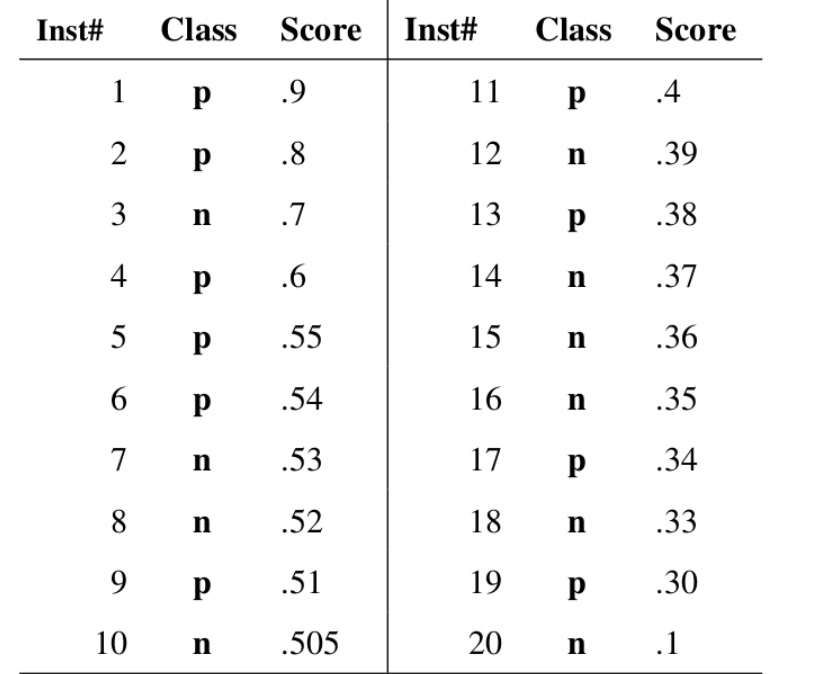 Inst# Class Score Inst# Class Score
1 p .9 11 p .4
2 p .8 12 n .39
3 n .7 13 p .38
4 p .6 14 n .37
5 p .55 15 n .36
6 p .54 16 n .35
7 n .53 17 p .34
8 n .52 18 n .33
9 p .51 19 p .30
10 n .505 20 n .1